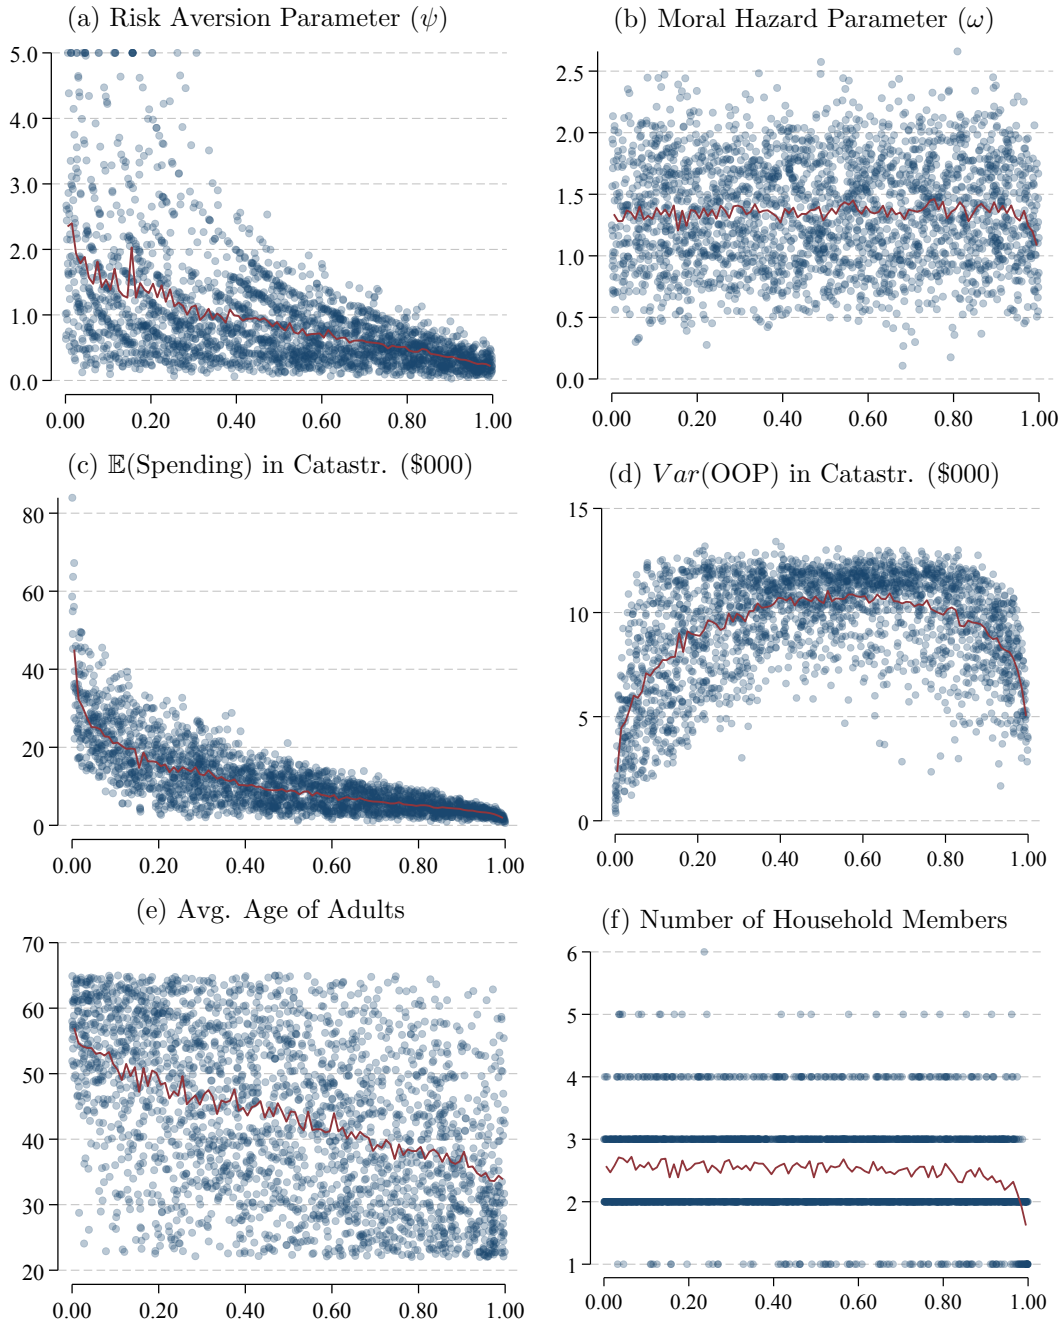 (a) Risk Aversion Parameter (ψ)
5.0
4.0
3.0
2.0
1.0
0.0
0.00 0.20 0.40 0.60 0.80 1.00
(b) Moral Hazard Parameter (ω)
2.5
2.0
1.5
1.0
0.5
0.0
0.00 0.20 0.40 0.60 0.80 1.00
(c) 𝔼(Spending) in Catastr. ($000)
80
60
40
20
0
0.00 0.20 0.40 0.60 0.80 1.00
(d) Var(OOP) in Catastr. ($000)
15
10
5
0
0.00 0.20 0.40 0.60 0.80 1.00
(e) Avg. Age of Adults
70
60
50
40
30
20
0.00 0.20 0.40 0.60 0.80 1.00
(f) Number of Household Members
6
5
4
3
2
1
0.00 0.20 0.40 0.60 0.80 1.00